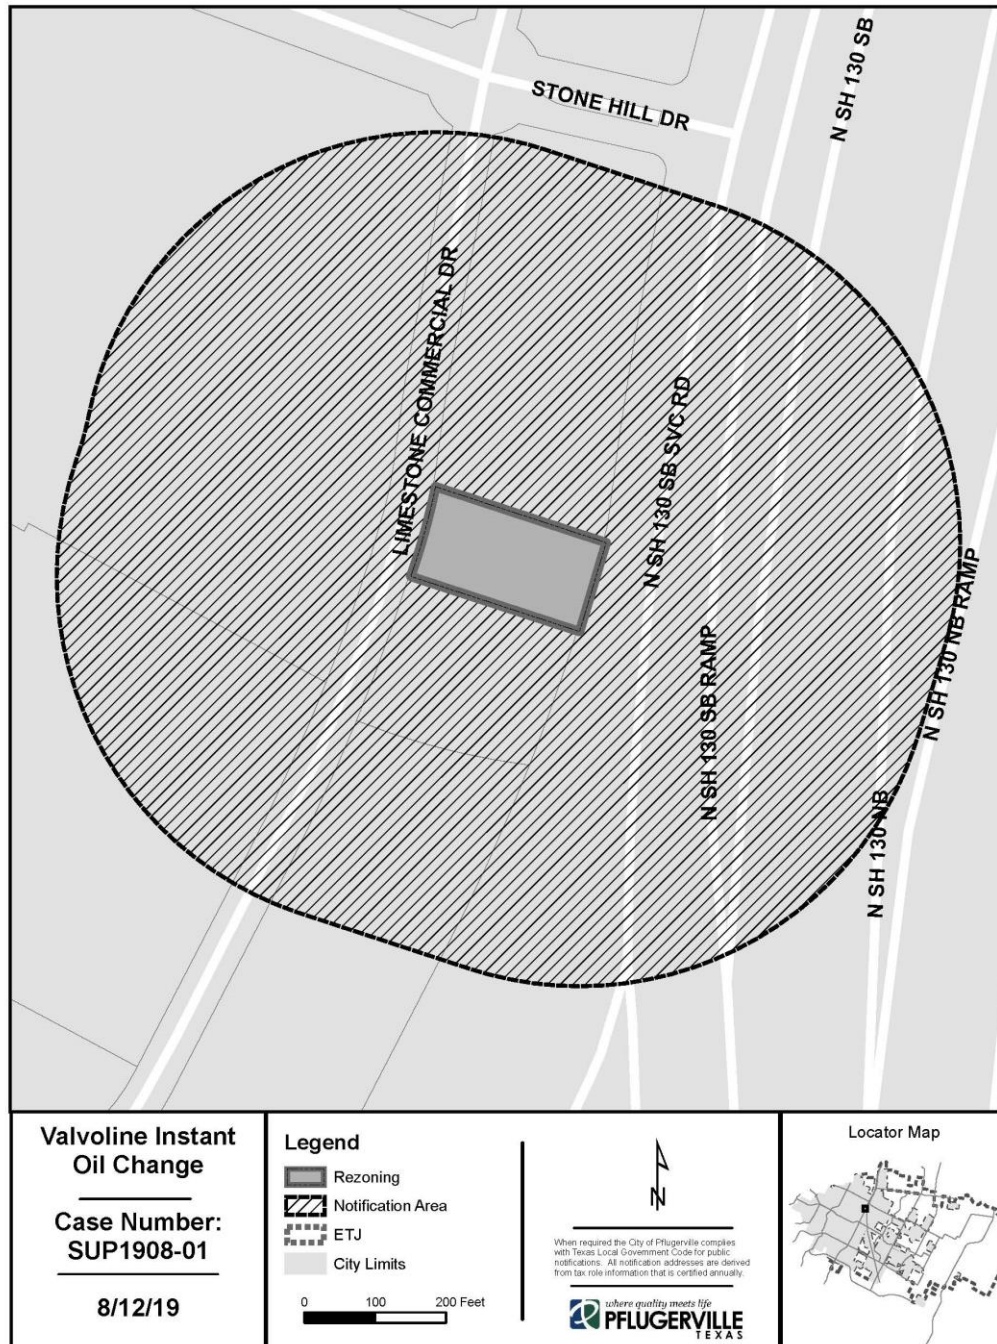 STONE HILL DR
N SH 130 SB
LIMESTONE COMMERCIAL DR
N SH 130 SB SVC RD
N SH 130 SB RAMP
N SH 130 NB RAMP
N SH 130 NB
Valvoline Instant
Oil Change
Case Number:
SUP1908-01
8/12/19
Legend
Rezoning
Notification Area
ETJ
City Limits
0 100 200 Feet
N
When required the City of Pflugerville complies
with Texas Local Government Code for public
notifications. All notification addresses are derived
from tax role information that is certified annually.
where quality meets life
PFLUGERVILLE
TEXAS
Locator Map